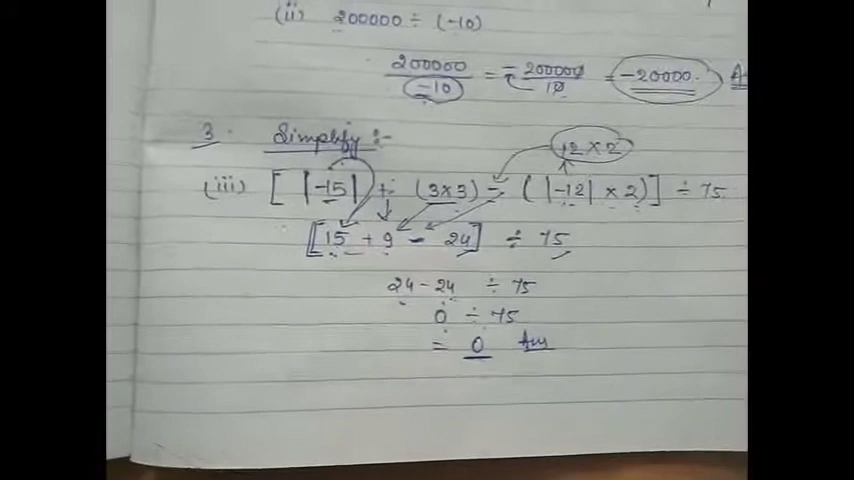 (ii) 200000 ÷ (-10)
200000/-10 = -200000/10 = -20000.
3. Simplify :-
12 × 2
(iii) [ |-15| + (3×3) - ( |-12| × 2) ] ÷ 75
[15 + 9 - 24] ÷ 75
24 - 24 ÷ 75
0 ÷ 75
= 0 Ans